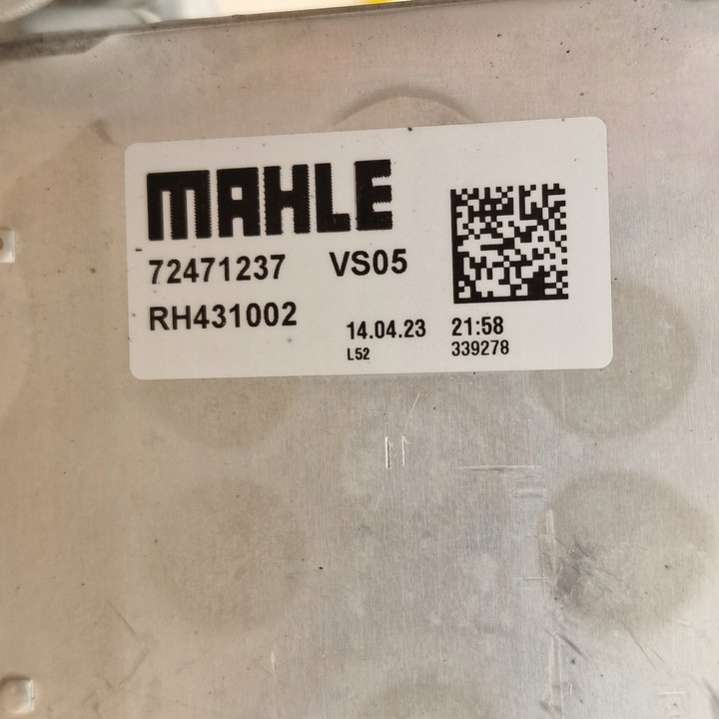 MAHLE
72471237 VS05
RH431002
14.04.23 21:58
L52 339278